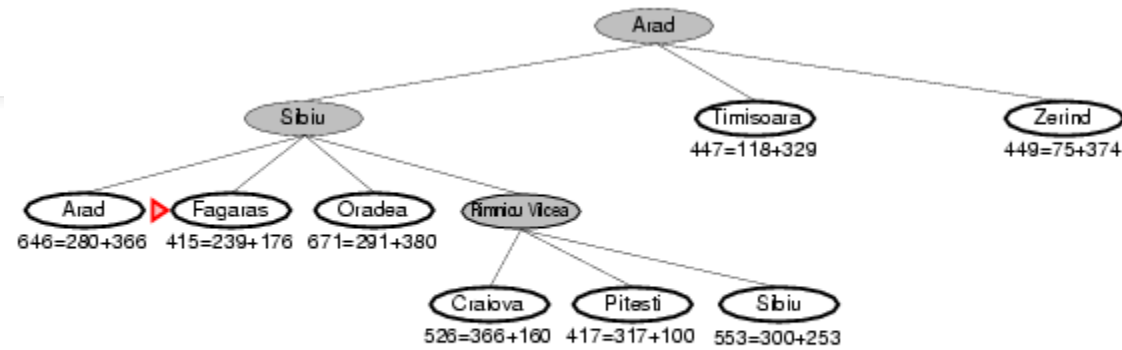 Arad
Sibiu
Timisoara
Zerind
447=118+329
449=75+374
Arad
Fagaras
Oradea
Rimnicu Vilcea
646=280+366
415=239+176
671=291+380
Craiova
Pitesti
Sibiu
526=366+160
417=317+100
553=300+253